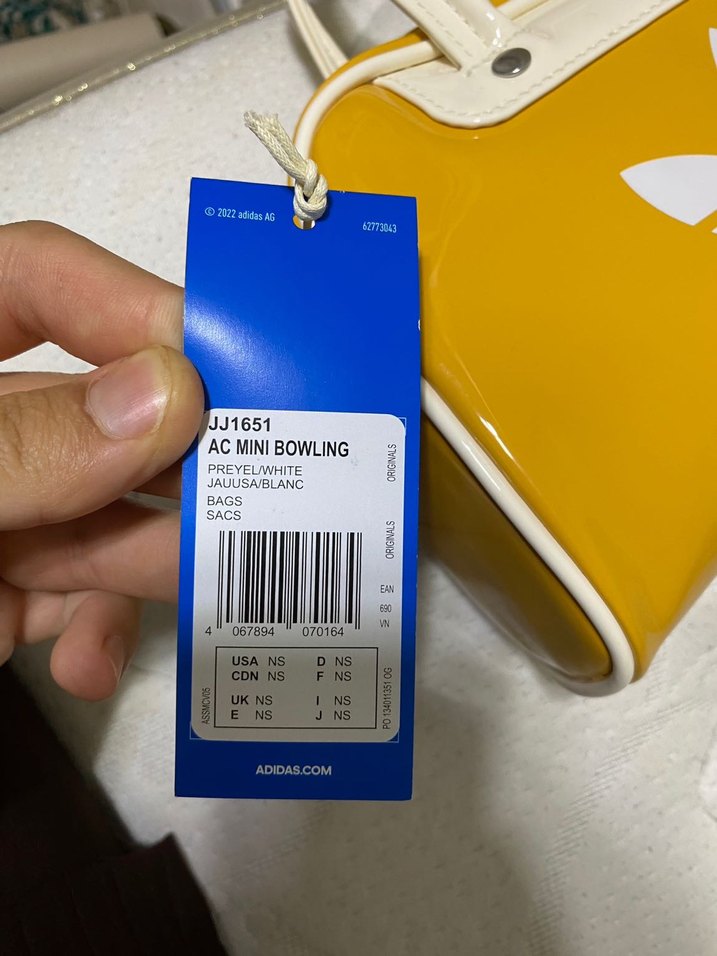 © 2022 adidas AG
62773043
JJ1651
AC MINI BOWLING
PREYEL/WHITE
JAUUSA/BLANC
BAGS
SACS
ORIGINALS
ORIGINALS
EAN
690
VN
4 067894 070164
USA NS D NS
CDN NS F NS
UK NS I NS
E NS J NS
ASSMCV05
PO 134011351 OG
ADIDAS.COM